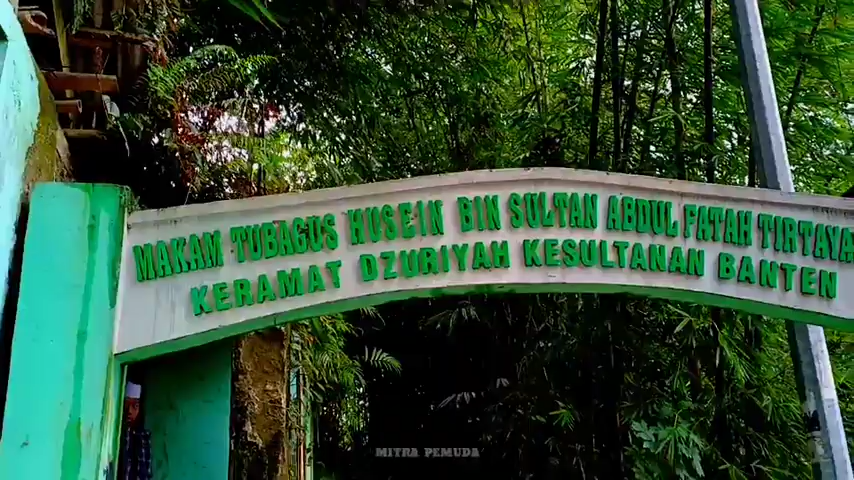 MAKAM TUBAGUS HUSEIN BIN SULTAN ABDUL FATAH TIRTAYA
KERAMAT DZURIYAH KESULTANAN BANTEN
MITRA PEMUDA